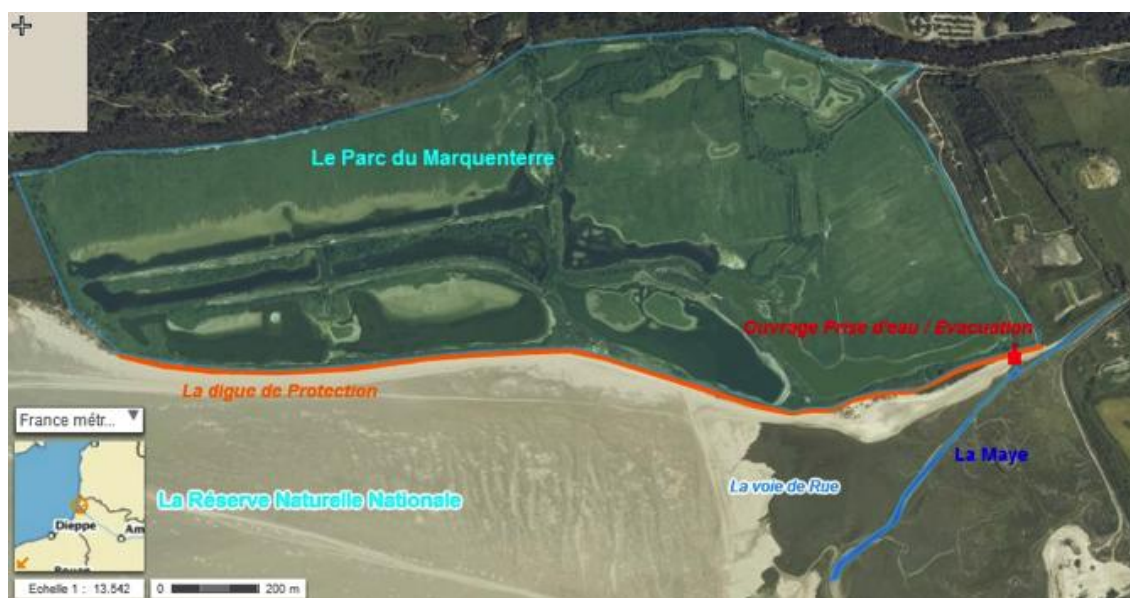 Le Parc du Marquenterre
Ouvrage Prise d'eau / Evacuation
La digue de Protection
France métr...
La Maye
La voie de Rue
La Réserve Naturelle Nationale
Dieppe
Am
Rouen
Echelle 1 : 13.542
0
200 m